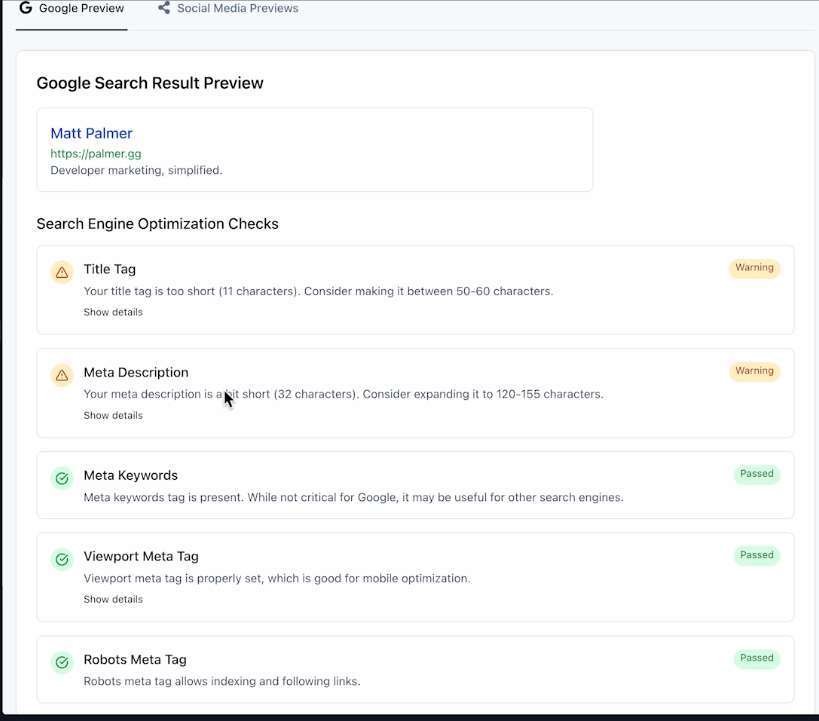 Google Preview
Social Media Previews
Google Search Result Preview
Matt Palmer
https://palmer.gg
Developer marketing, simplified.
Search Engine Optimization Checks
Title Tag
Warning
Your title tag is too short (11 characters). Consider making it between 50-60 characters.
Show details
Meta Description
Warning
Your meta description is a bit short (32 characters). Consider expanding it to 120-155 characters.
Show details
Meta Keywords
Passed
Meta keywords tag is present. While not critical for Google, it may be useful for other search engines.
Viewport Meta Tag
Passed
Viewport meta tag is properly set, which is good for mobile optimization.
Show details
Robots Meta Tag
Passed
Robots meta tag allows indexing and following links.